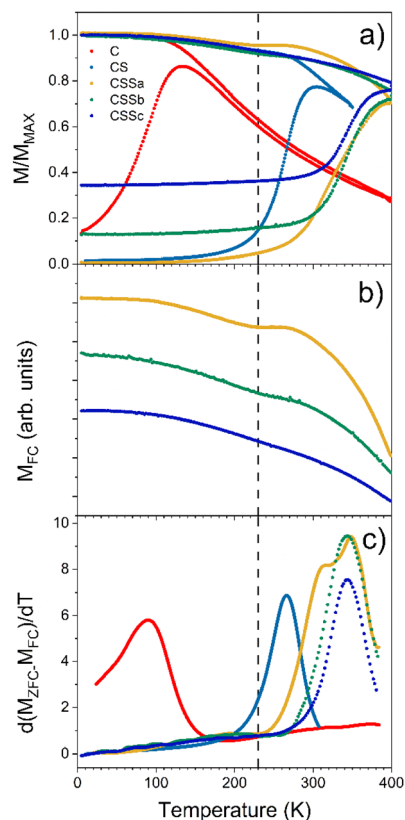 a)
C
CS
CSSa
CSSb
CSSc
M/M_MAX
1.0
0.8
0.6
0.4
0.2
0.0
b)
M_FC (arb. units)
c)
d(M_ZFC-M_FC)/dT
10
8
6
4
2
0
0 100 200 300 400
Temperature (K)